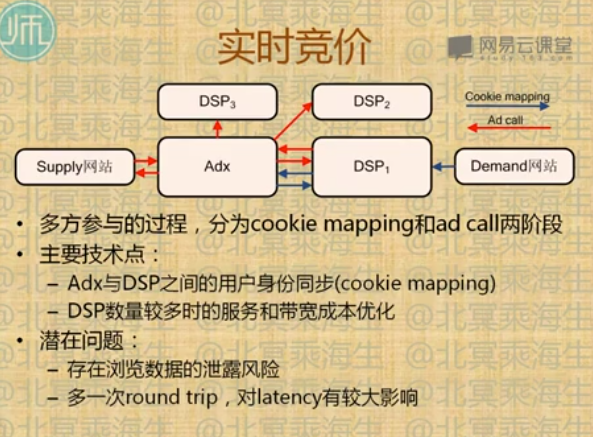 师
实时竞价
网易云课堂
study.163.com
DSP₃
DSP₂
Cookie mapping
Ad call
Supply网站
Adx
DSP₁
Demand网站
• 多方参与的过程，分为cookie mapping和ad call两阶段
• 主要技术点：
– Adx与DSP之间的用户身份同步(cookie mapping)
– DSP数量较多时的服务和带宽成本优化
• 潜在问题：
– 存在浏览数据的泄露风险
– 多一次round trip，对latency有较大影响
@北冥乘海生